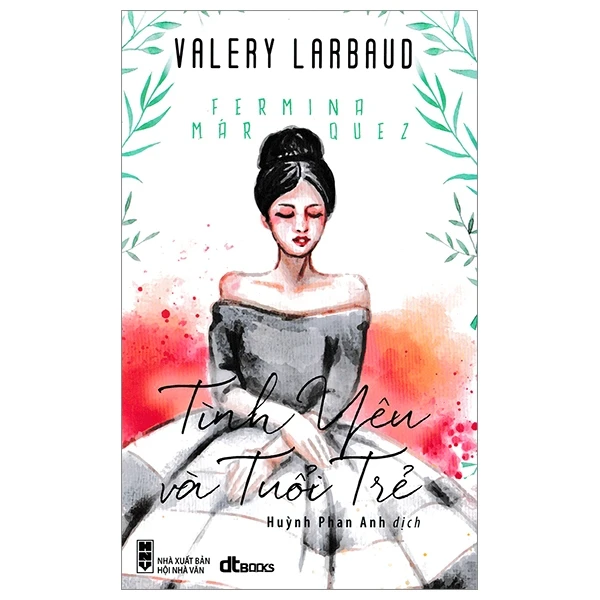 VALERY LARBAUD
FERMINA
MÁRQUEZ
Tình Yêu
và Tuổi Trẻ
Huỳnh Phan Anh dịch
HNV
NHÀ XUẤT BẢN
HỘI NHÀ VĂN
dtBOOKS